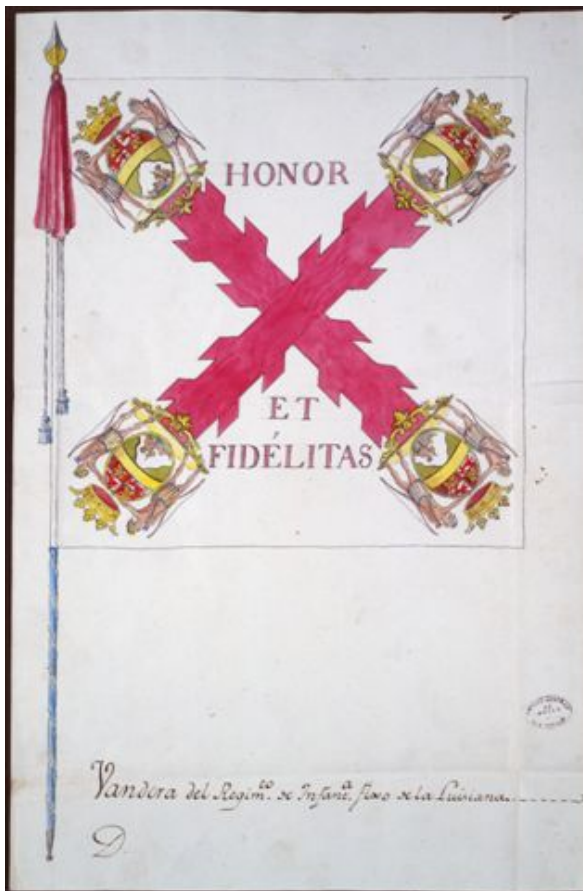 HONOR
ET
FIDÉLITAS
Vandera del Regim.to de Infant.a fixo de la Luisiana
D